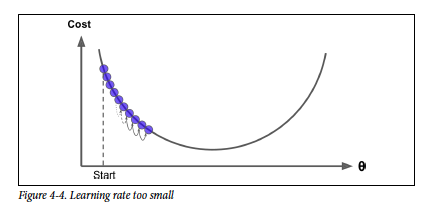 Cost
θ
Start
Figure 4-4. Learning rate too small